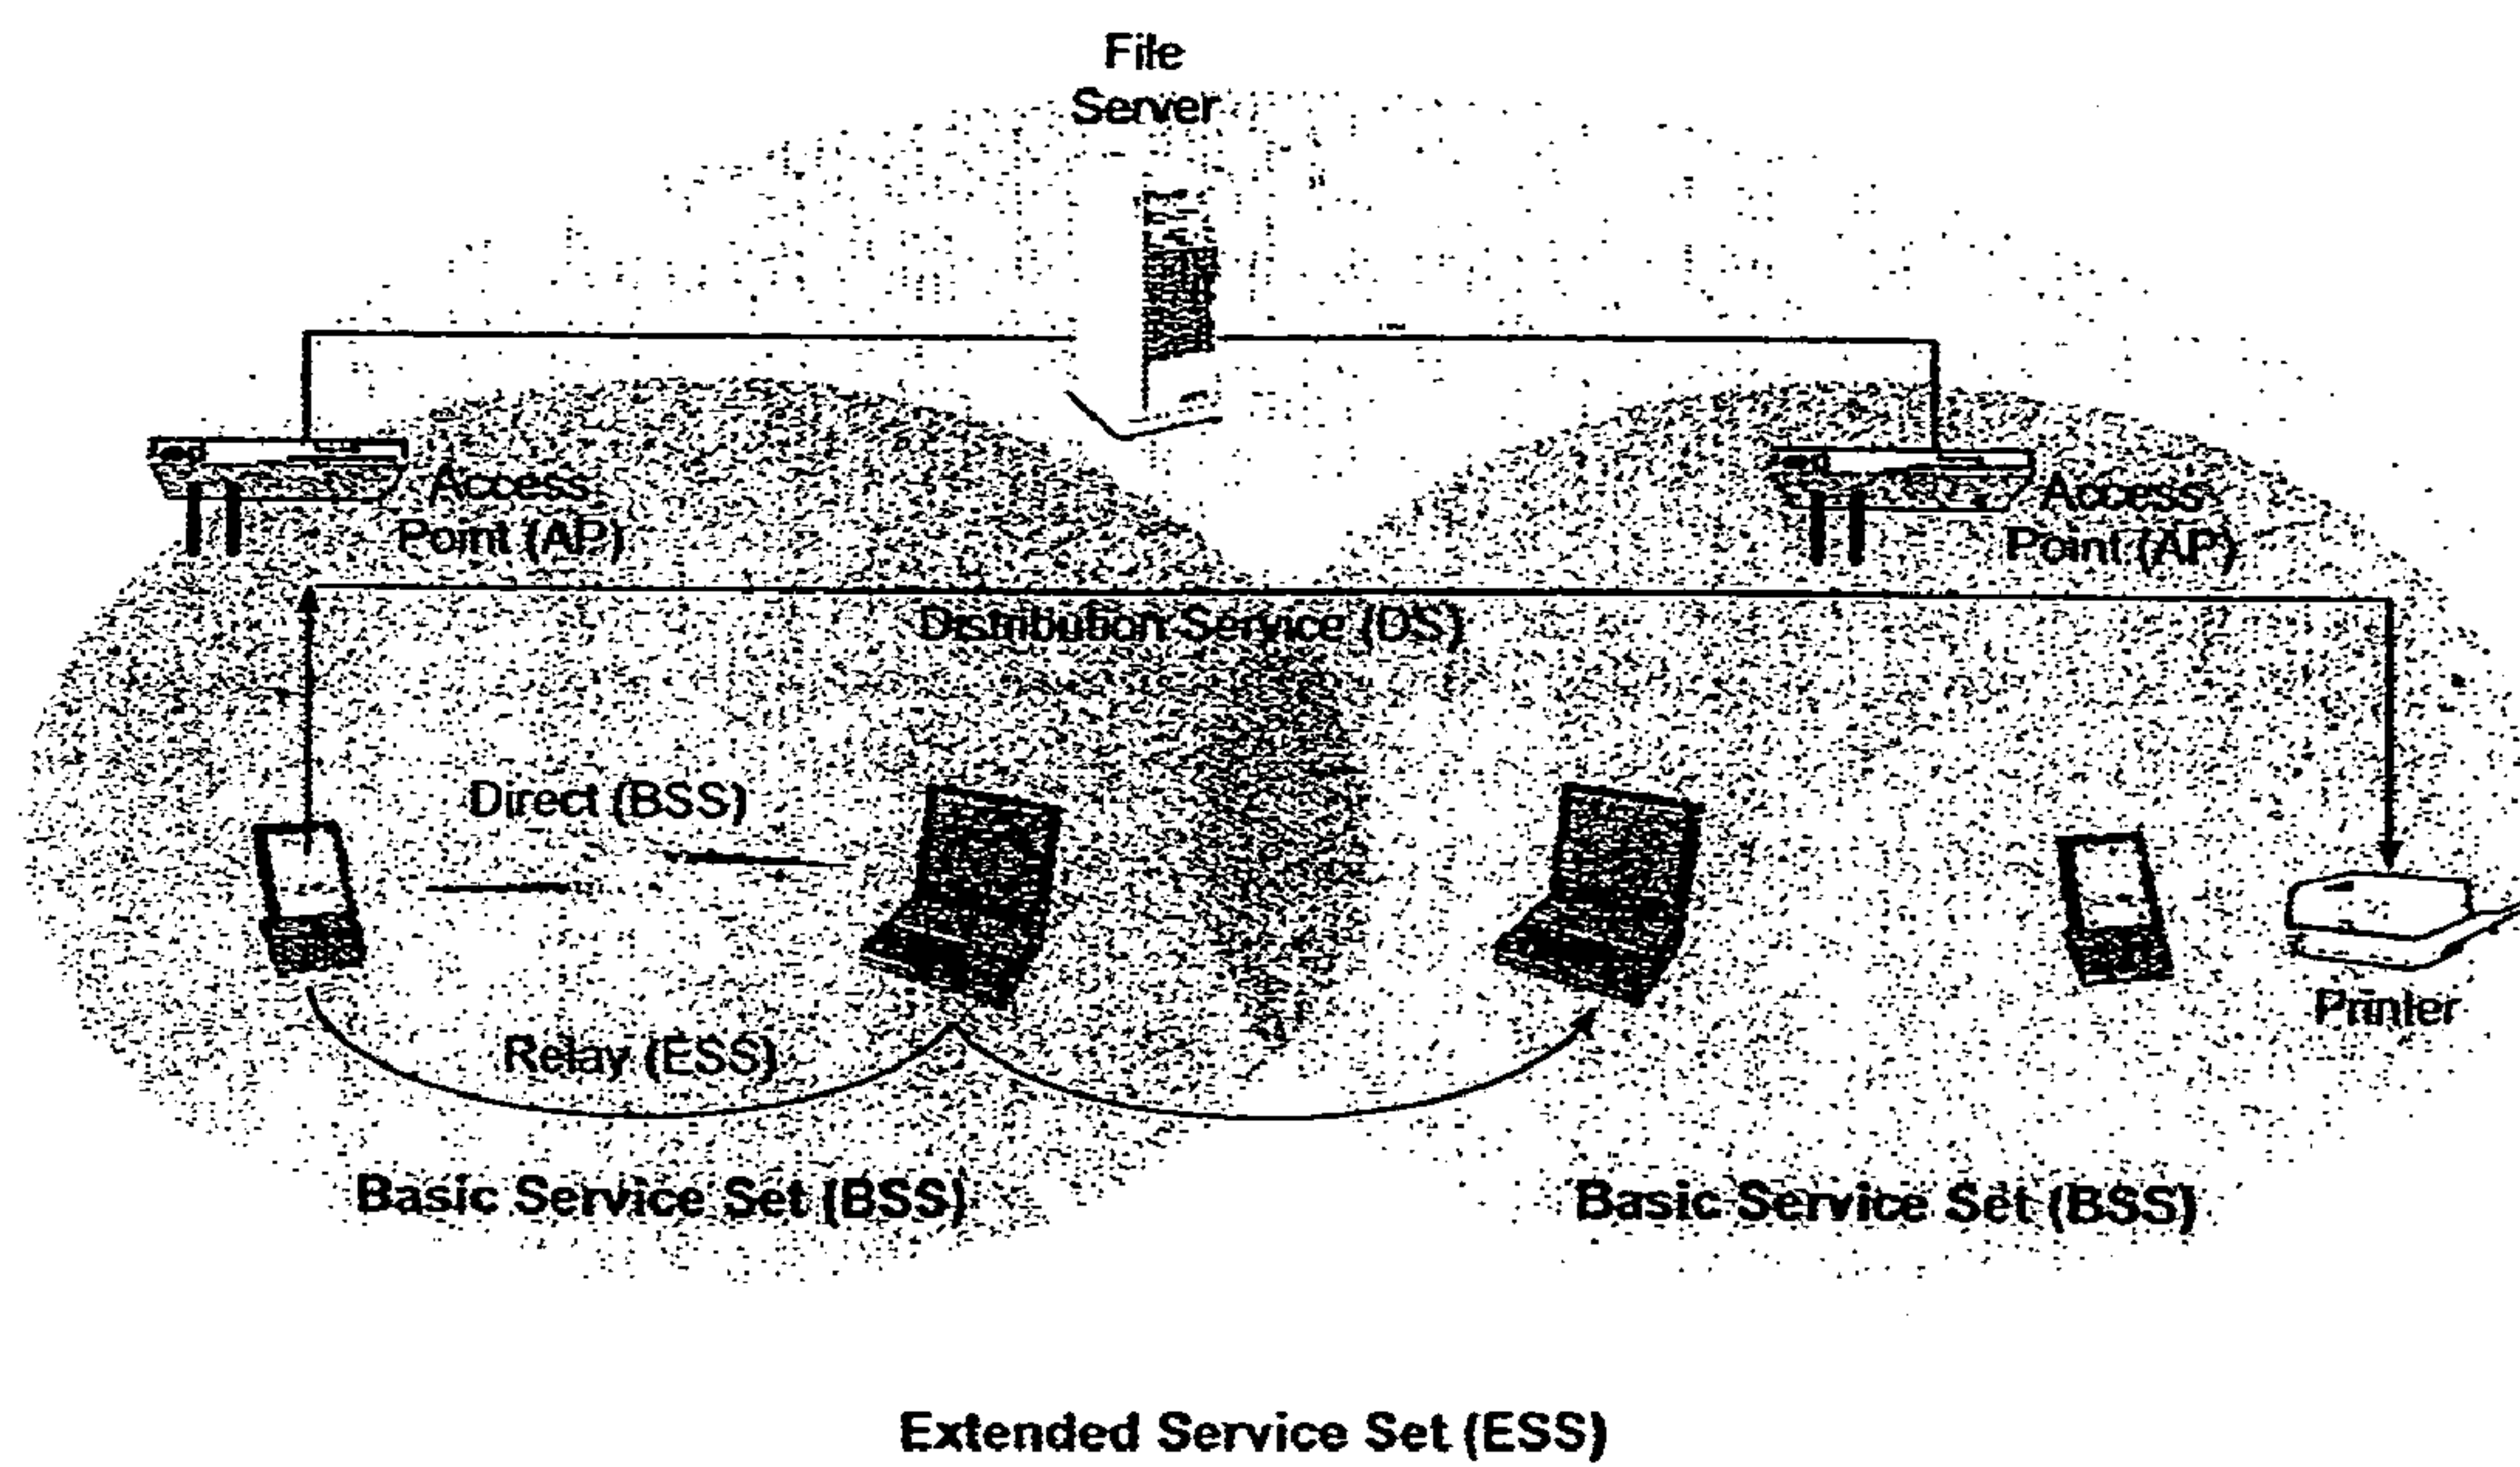 File
Server
Access
Point (AP)
Access
Point (AP)
Distribution Service (DS)
Direct (BSS)
Relay (ESS)
Printer
Basic Service Set (BSS)
Basic Service Set (BSS)
Extended Service Set (ESS)